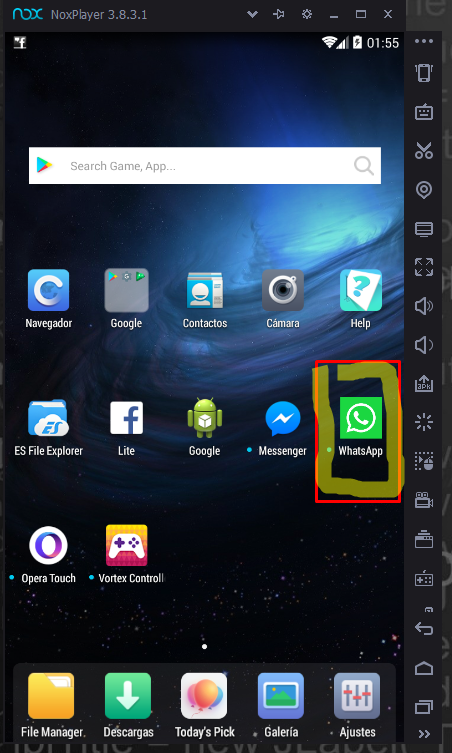 nox NoxPlayer 3.8.3.1
01:55
Search Game, App...
Navegador
Google
Contactos
Cámara
Help
ES File Explorer
Lite
Google
Messenger
WhatsApp
Opera Touch
Vortex Controll
File Manager
Descargas
Today's Pick
Galería
Ajustes